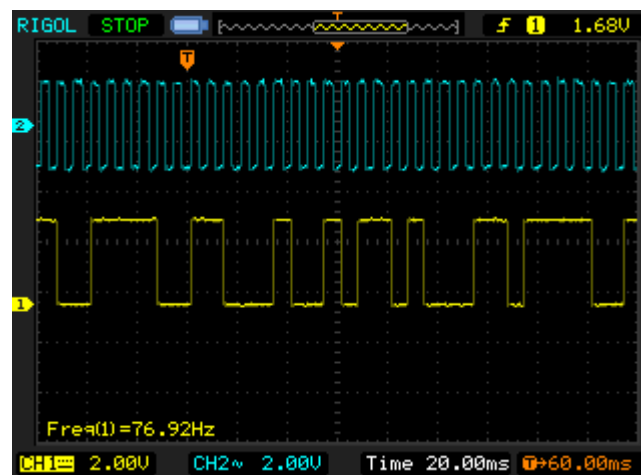 RIGOL STOP T 1 1.68V
T
2
1
Freq(1)=76.92Hz
CH1 2.00V CH2~ 2.00V Time 20.00ms T→60.00ms